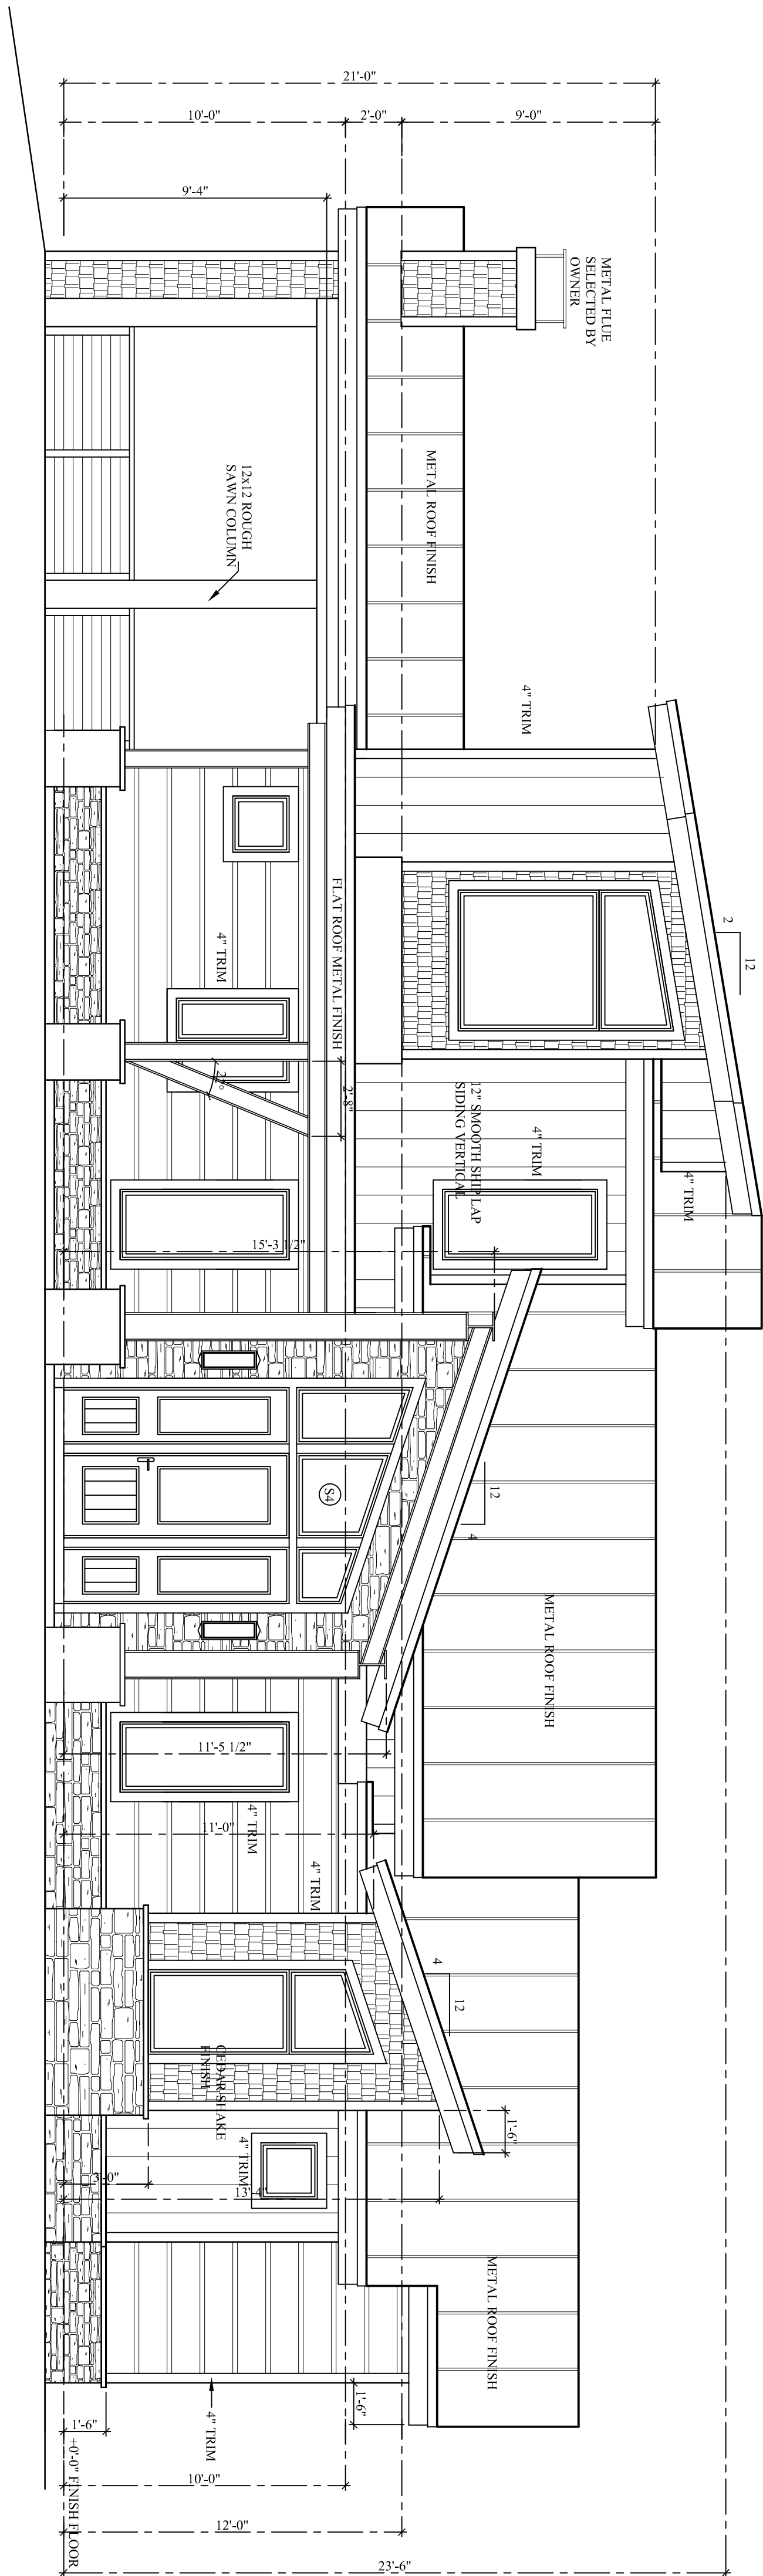 21'-0"
10'-0"
2'-0"
9'-0"
9'-4"
METAL FLUE
SELECTED BY
OWNER
METAL ROOF FINISH
12x12 ROUGH
SAWN COLUMN
4" TRIM
FLAT ROOF METAL FINISH
4" TRIM
2
12
2'-8"
12" SMOOTH SHIP LAP
SIDING VERTICAL
4" TRIM
4" TRIM
15'-3 1/2"
S4
12
4
METAL ROOF FINISH
11'-5 1/2"
11'-0"
4" TRIM
4" TRIM
4
12
CEDAR SHAKE
FINISH
1'-6"
4" TRIM
3'-0"
13'-4"
METAL ROOF FINISH
1'-6"
4" TRIM
1'-6"
+0'-0" FINISH FLOOR
10'-0"
12'-0"
23'-6"